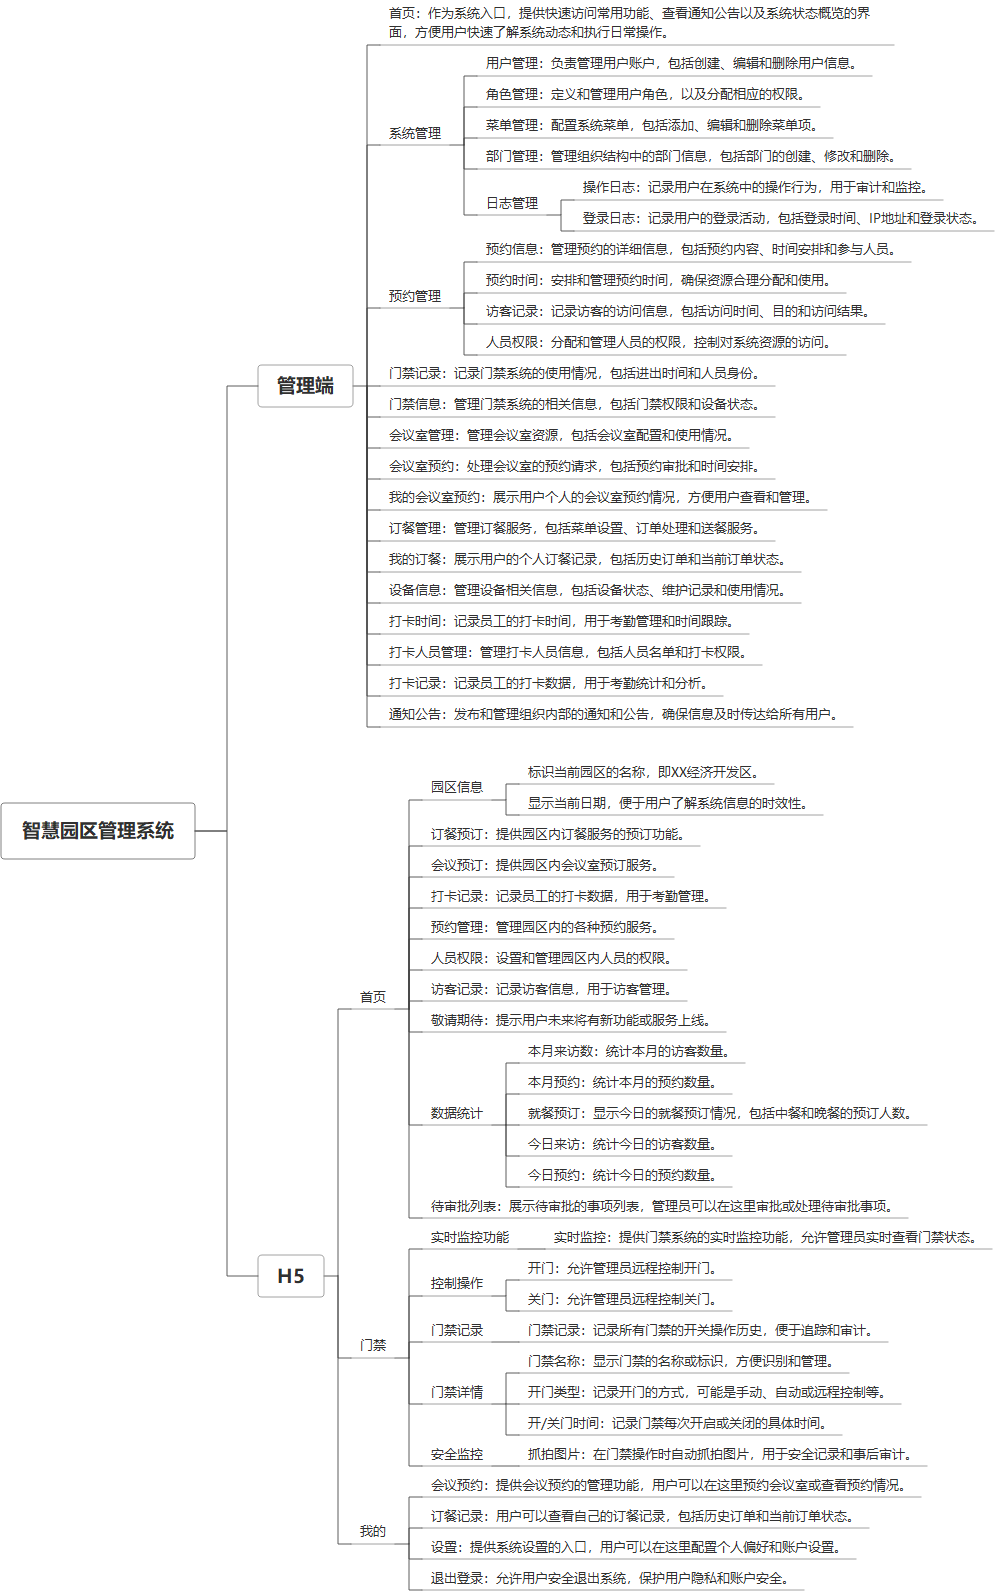 首页：作为系统入口，提供快速访问常用功能、查看通知公告以及系统状态概览的界
面，方便用户快速了解系统动态和执行日常操作。
用户管理：负责管理用户账户，包括创建、编辑和删除用户信息。
角色管理：定义和管理用户角色，以及分配相应的权限。
系统管理
菜单管理：配置系统菜单，包括添加、编辑和删除菜单项。
部门管理：管理组织结构中的部门信息，包括部门的创建、修改和删除。
操作日志：记录用户在系统中的操作行为，用于审计和监控。
日志管理
登录日志：记录用户的登录活动，包括登录时间、IP地址和登录状态。
预约信息：管理预约的详细信息，包括预约内容、时间安排和参与人员。
预约时间：安排和管理预约时间，确保资源合理分配和使用。
预约管理
访客记录：记录访客的访问信息，包括访问时间、目的和访问结果。
人员权限：分配和管理人员的权限，控制对系统资源的访问。
管理端
门禁记录：记录门禁系统的使用情况，包括进出时间和人员身份。
门禁信息：管理门禁系统的相关信息，包括门禁权限和设备状态。
会议室管理：管理会议室资源，包括会议室配置和使用情况。
会议室预约：处理会议室的预约请求，包括预约审批和时间安排。
我的会议室预约：展示用户个人的会议室预约情况，方便用户查看和管理。
订餐管理：管理订餐服务，包括菜单设置、订单处理和送餐服务。
我的订餐：展示用户的个人订餐记录，包括历史订单和当前订单状态。
设备信息：管理设备相关信息，包括设备状态、维护记录和使用情况。
打卡时间：记录员工的打卡时间，用于考勤管理和时间跟踪。
打卡人员管理：管理打卡人员信息，包括人员名单和打卡权限。
打卡记录：记录员工的打卡数据，用于考勤统计和分析。
通知公告：发布和管理组织内部的通知和公告，确保信息及时传达给所有用户。
智慧园区管理系统
标识当前园区的名称，即XX经济开发区。
园区信息
显示当前日期，便于用户了解系统信息的时效性。
订餐预订：提供园区内订餐服务的预订功能。
会议预订：提供园区内会议室预订服务。
打卡记录：记录员工的打卡数据，用于考勤管理。
预约管理：管理园区内的各种预约服务。
人员权限：设置和管理园区内人员的权限。
访客记录：记录访客信息，用于访客管理。
首页
敬请期待：提示用户未来将有新功能或服务上线。
本月来访数：统计本月的访客数量。
本月预约：统计本月的预约数量。
数据统计
就餐预订：显示今日的就餐预订情况，包括中餐和晚餐的预订人数。
今日来访：统计今日的访客数量。
今日预约：统计今日的预约数量。
待审批列表：展示待审批的事项列表，管理员可以在这里审批或处理待审批事项。
H5
实时监控功能
实时监控：提供门禁系统的实时监控功能，允许管理员实时查看门禁状态。
控制操作
开门：允许管理员远程控制开门。
关门：允许管理员远程控制关门。
门禁
门禁记录
门禁记录：记录所有门禁的开关操作历史，便于追踪和审计。
门禁名称：显示门禁的名称或标识，方便识别和管理。
门禁详情
开门类型：记录开门的方式，可能是手动、自动或远程控制等。
开/关门时间：记录门禁每次开启或关闭的具体时间。
安全监控
抓拍图片：在门禁操作时自动抓拍图片，用于安全记录和事后审计。
会议预约：提供会议预约的管理功能，用户可以在这里预约会议室或查看预约情况。
订餐记录：用户可以查看自己的订餐记录，包括历史订单和当前订单状态。
我的
设置：提供系统设置的入口，用户可以在这里配置个人偏好和账户设置。
退出登录：允许用户安全退出系统，保护用户隐私和账户安全。